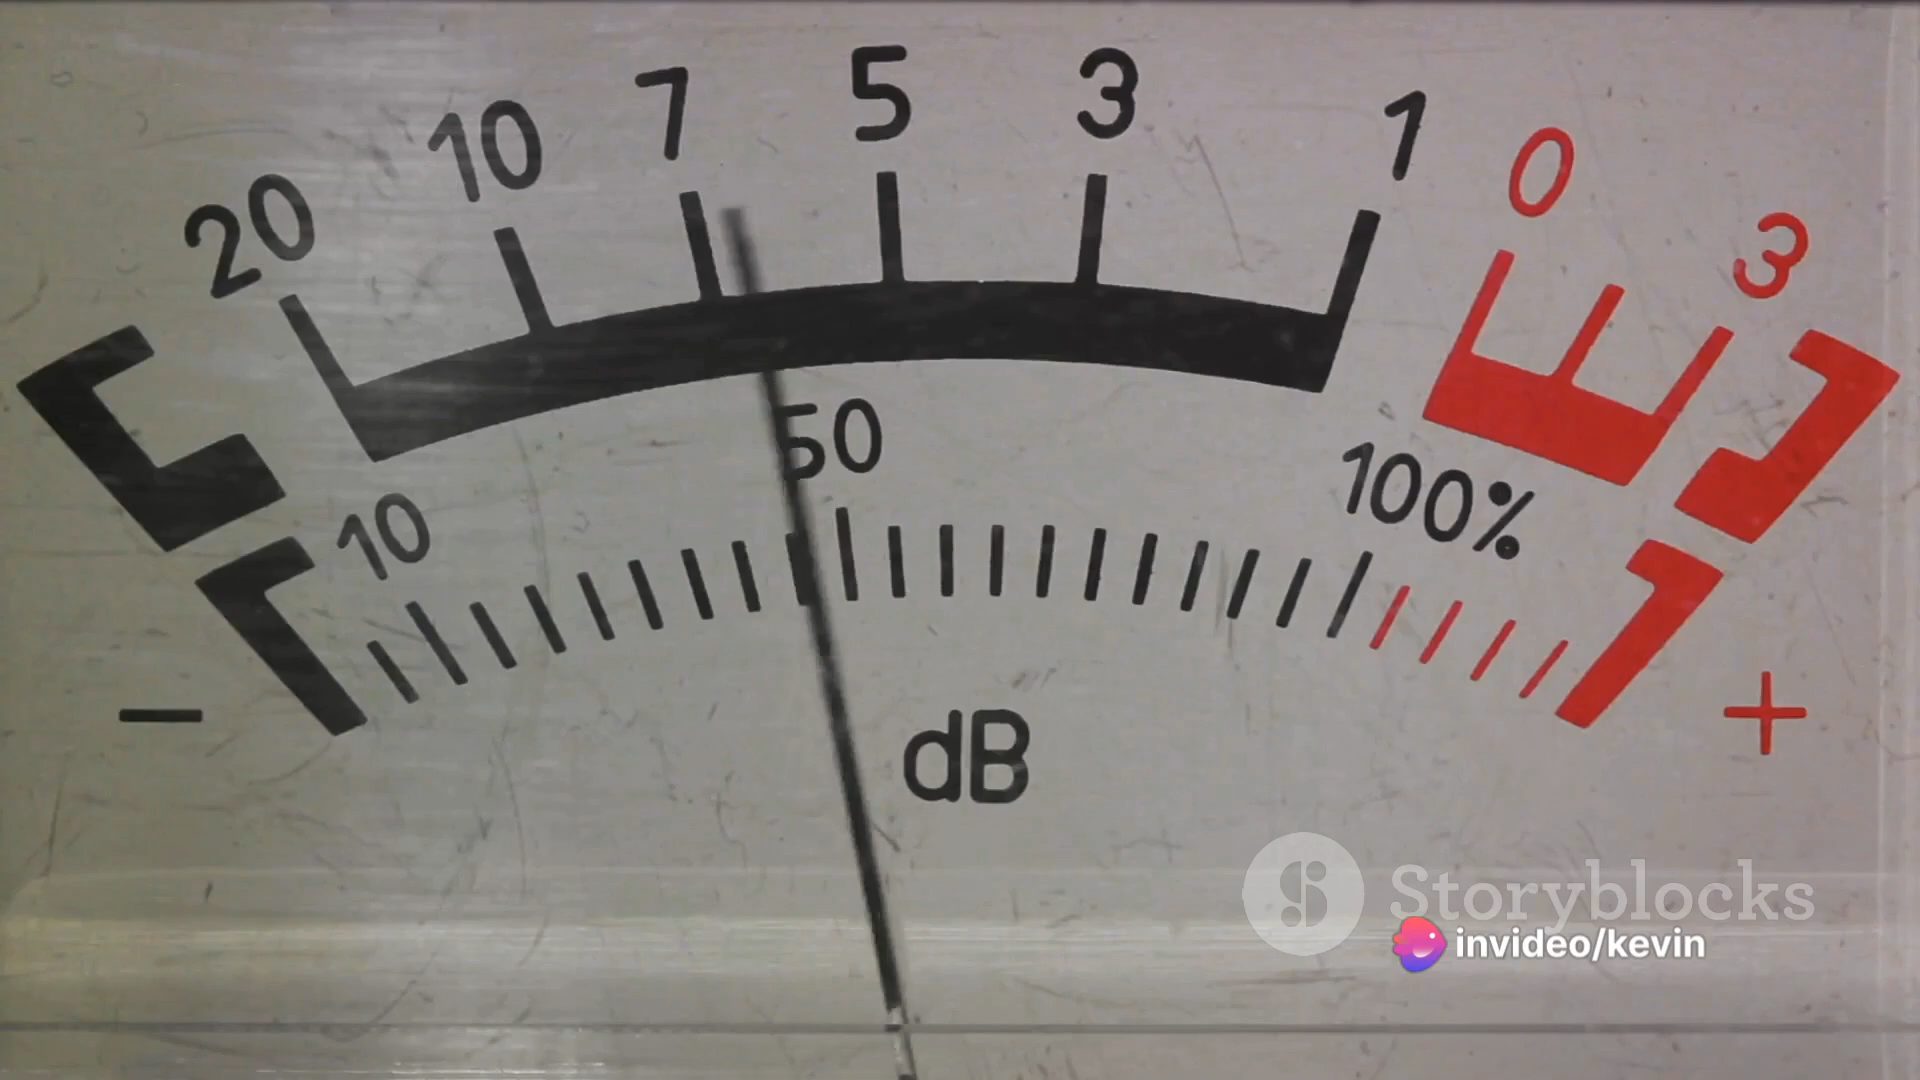 20 10 7 5 3 1 0 3
10 50 100%
- dB +
Storyblocks
invideo/kevin